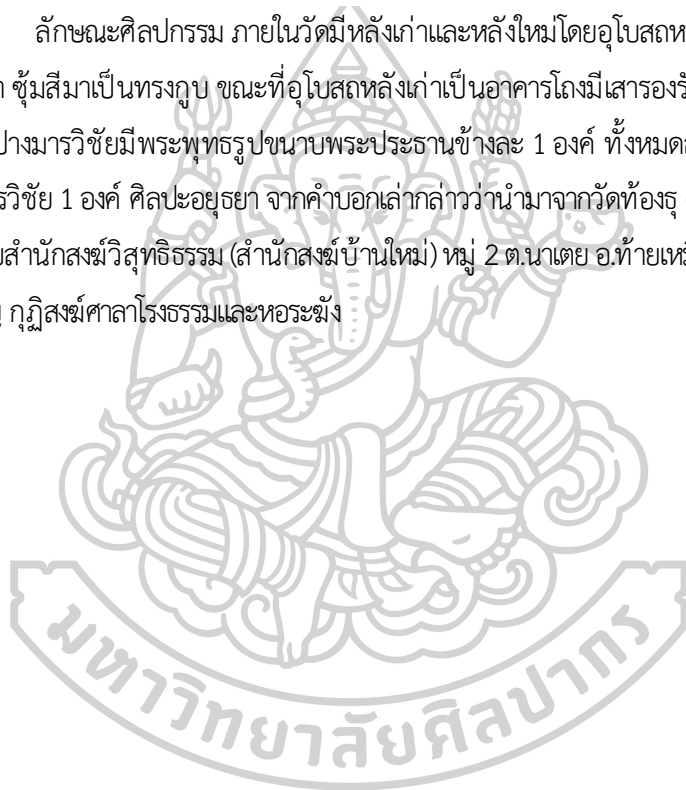 ลักษณะศิลปกรรม ภายในวัดมีหลังเก่าและหลังใหม่โดยอุโบสถห
ซุ้มสีมาเป็นทรงกูบ ขณะที่อุโบสถหลังเก่าเป็นอาคารโถงมีเสารองรั
ปางมารวิชัยมีพระพุทธรูปขนาบพระประธานข้างละ 1 องค์ ทั้งหมด
รวิชัย 1 องค์ ศิลปะอยุธยา จากคำบอกเล่ากล่าวว่านำมาจากวัดท้องธุ
สำนักสงฆ์วิสุทธิธรรม (สำนักสงฆ์บ้านใหม่) หมู่ 2 ต.นาเตย อ.ท้ายเหมื
กุฏิสงฆ์ศาลาโรงธรรมและหอระฆัง
มหาวิทยาลัยศิลปากร